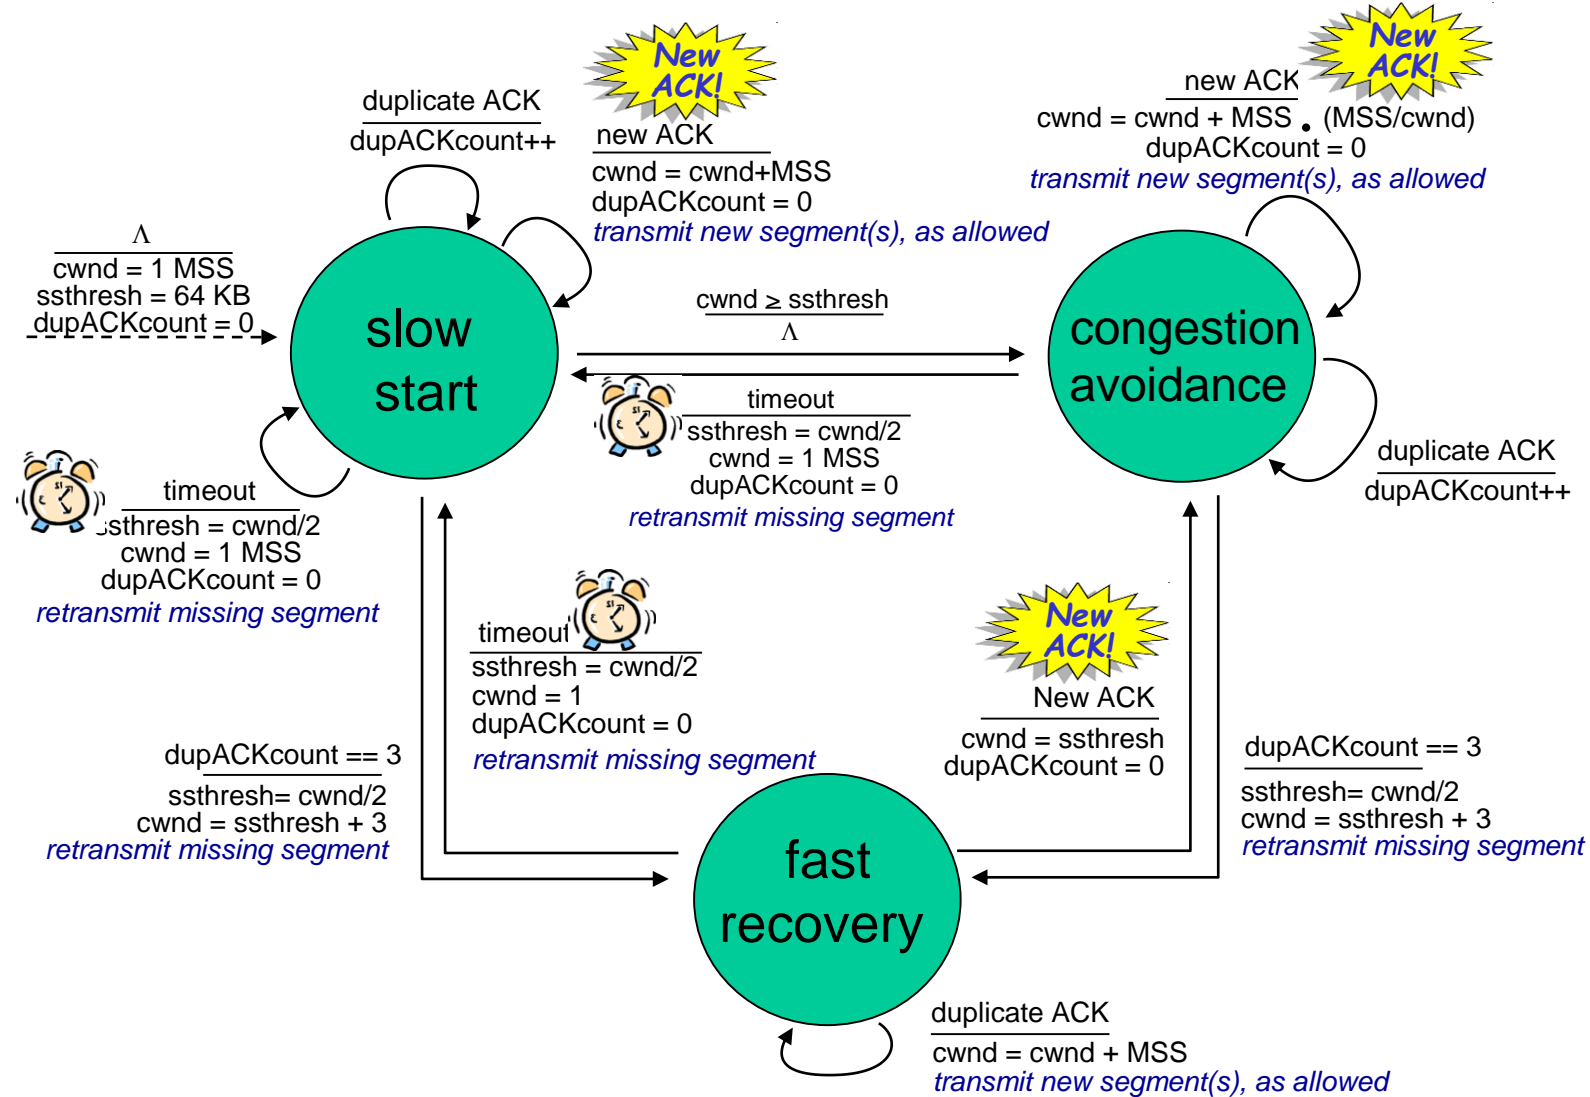 New
ACK!
New
ACK!
duplicate ACK
dupACKcount++
new ACK
cwnd = cwnd+MSS
dupACKcount = 0
transmit new segment(s), as allowed
new ACK
cwnd = cwnd + MSS • (MSS/cwnd)
dupACKcount = 0
transmit new segment(s), as allowed
Λ
cwnd = 1 MSS
ssthresh = 64 KB
dupACKcount = 0
slow
start
cwnd ≥ ssthresh
Λ
congestion
avoidance
timeout
ssthresh = cwnd/2
cwnd = 1 MSS
dupACKcount = 0
retransmit missing segment
duplicate ACK
dupACKcount++
timeout
ssthresh = cwnd/2
cwnd = 1 MSS
dupACKcount = 0
retransmit missing segment
timeout
ssthresh = cwnd/2
cwnd = 1
dupACKcount = 0
retransmit missing segment
New
ACK!
New ACK
cwnd = ssthresh
dupACKcount = 0
dupACKcount == 3
ssthresh= cwnd/2
cwnd = ssthresh + 3
retransmit missing segment
dupACKcount == 3
ssthresh= cwnd/2
cwnd = ssthresh + 3
retransmit missing segment
fast
recovery
duplicate ACK
cwnd = cwnd + MSS
transmit new segment(s), as allowed